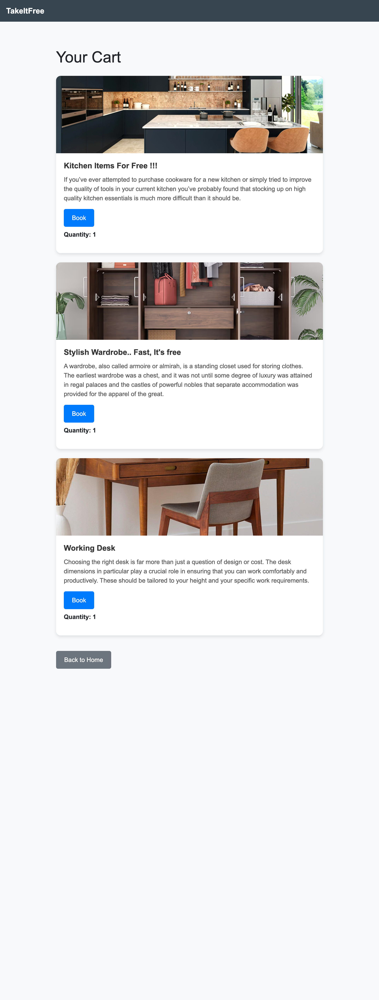 TakeItFree
Your Cart
Kitchen Items For Free !!!
If you’ve ever attempted to purchase cookware for a new kitchen or simply tried to improve
the quality of tools in your current kitchen you’ve probably found that stocking up on high
quality kitchen essentials is much more difficult than it should be.
Book
Quantity: 1
Stylish Wardrobe.. Fast, It's free
A wardrobe, also called armoire or almirah, is a standing closet used for storing clothes.
The earliest wardrobe was a chest, and it was not until some degree of luxury was attained
in regal palaces and the castles of powerful nobles that separate accommodation was
provided for the apparel of the great.
Book
Quantity: 1
Working Desk
Choosing the right desk is far more than just a question of design or cost. The desk
dimensions in particular play a crucial role in ensuring that you can work comfortably and
productively. These should be tailored to your height and your specific work requirements.
Book
Quantity: 1
Back to Home